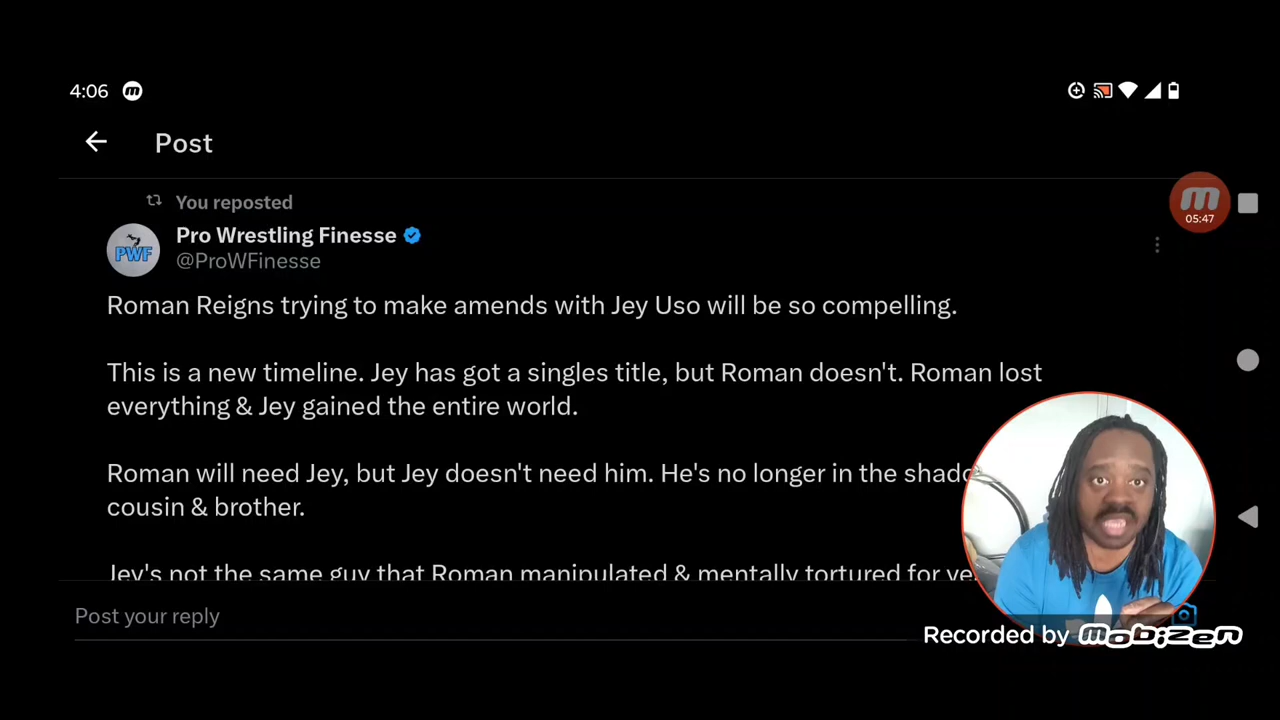 4:06
Post
You reposted
Pro Wrestling Finesse
PWF
@ProWFinesse
05:47
Roman Reigns trying to make amends with Jey Uso will be so compelling.
This is a new timeline. Jey has got a singles title, but Roman doesn't. Roman lost
everything & Jey gained the entire world.
Roman will need Jey, but Jey doesn't need him. He's no longer in the
cousin & brother.
Jey's not the same guy that Roman manipulated & mentally tortured for
Post your reply
Recorded by mobizen